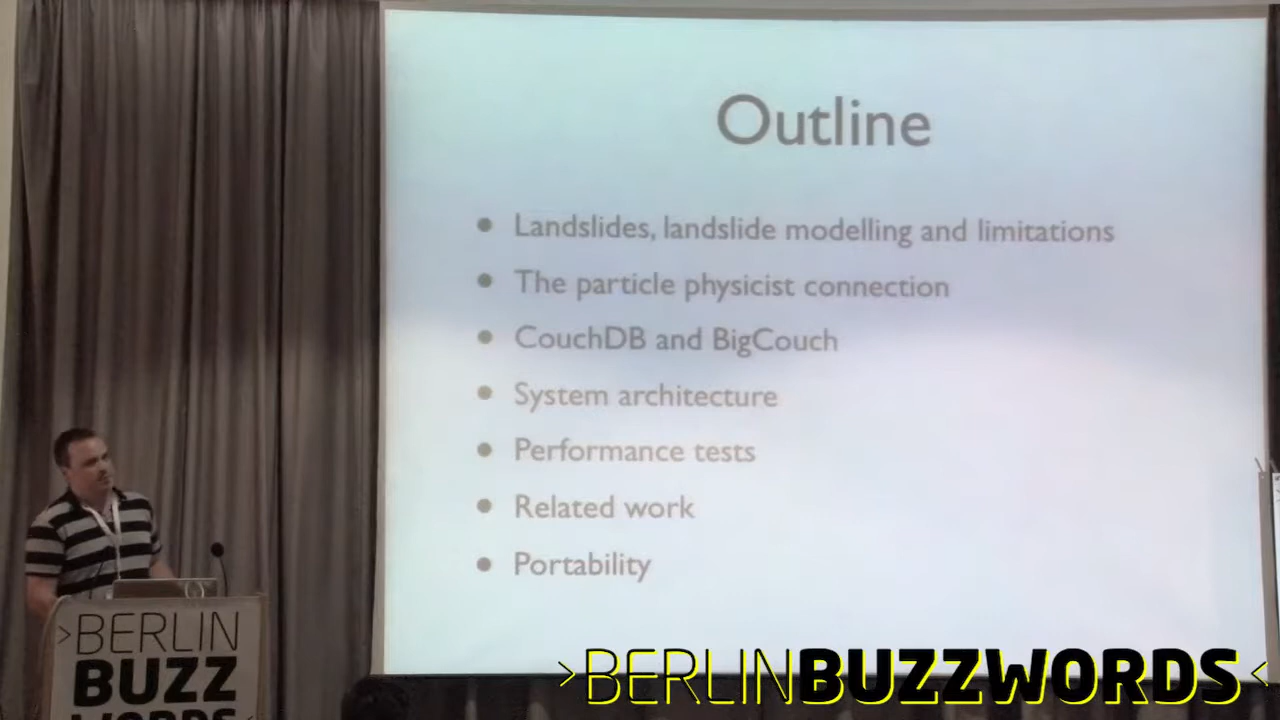 Outline
Landslides, landslide modelling and limitations
The particle physicist connection
CouchDB and BigCouch
System architecture
Performance tests
Related work
Portability
>BERLIN
BUZZ
WORDS
>BERLINBUZZWORDS<